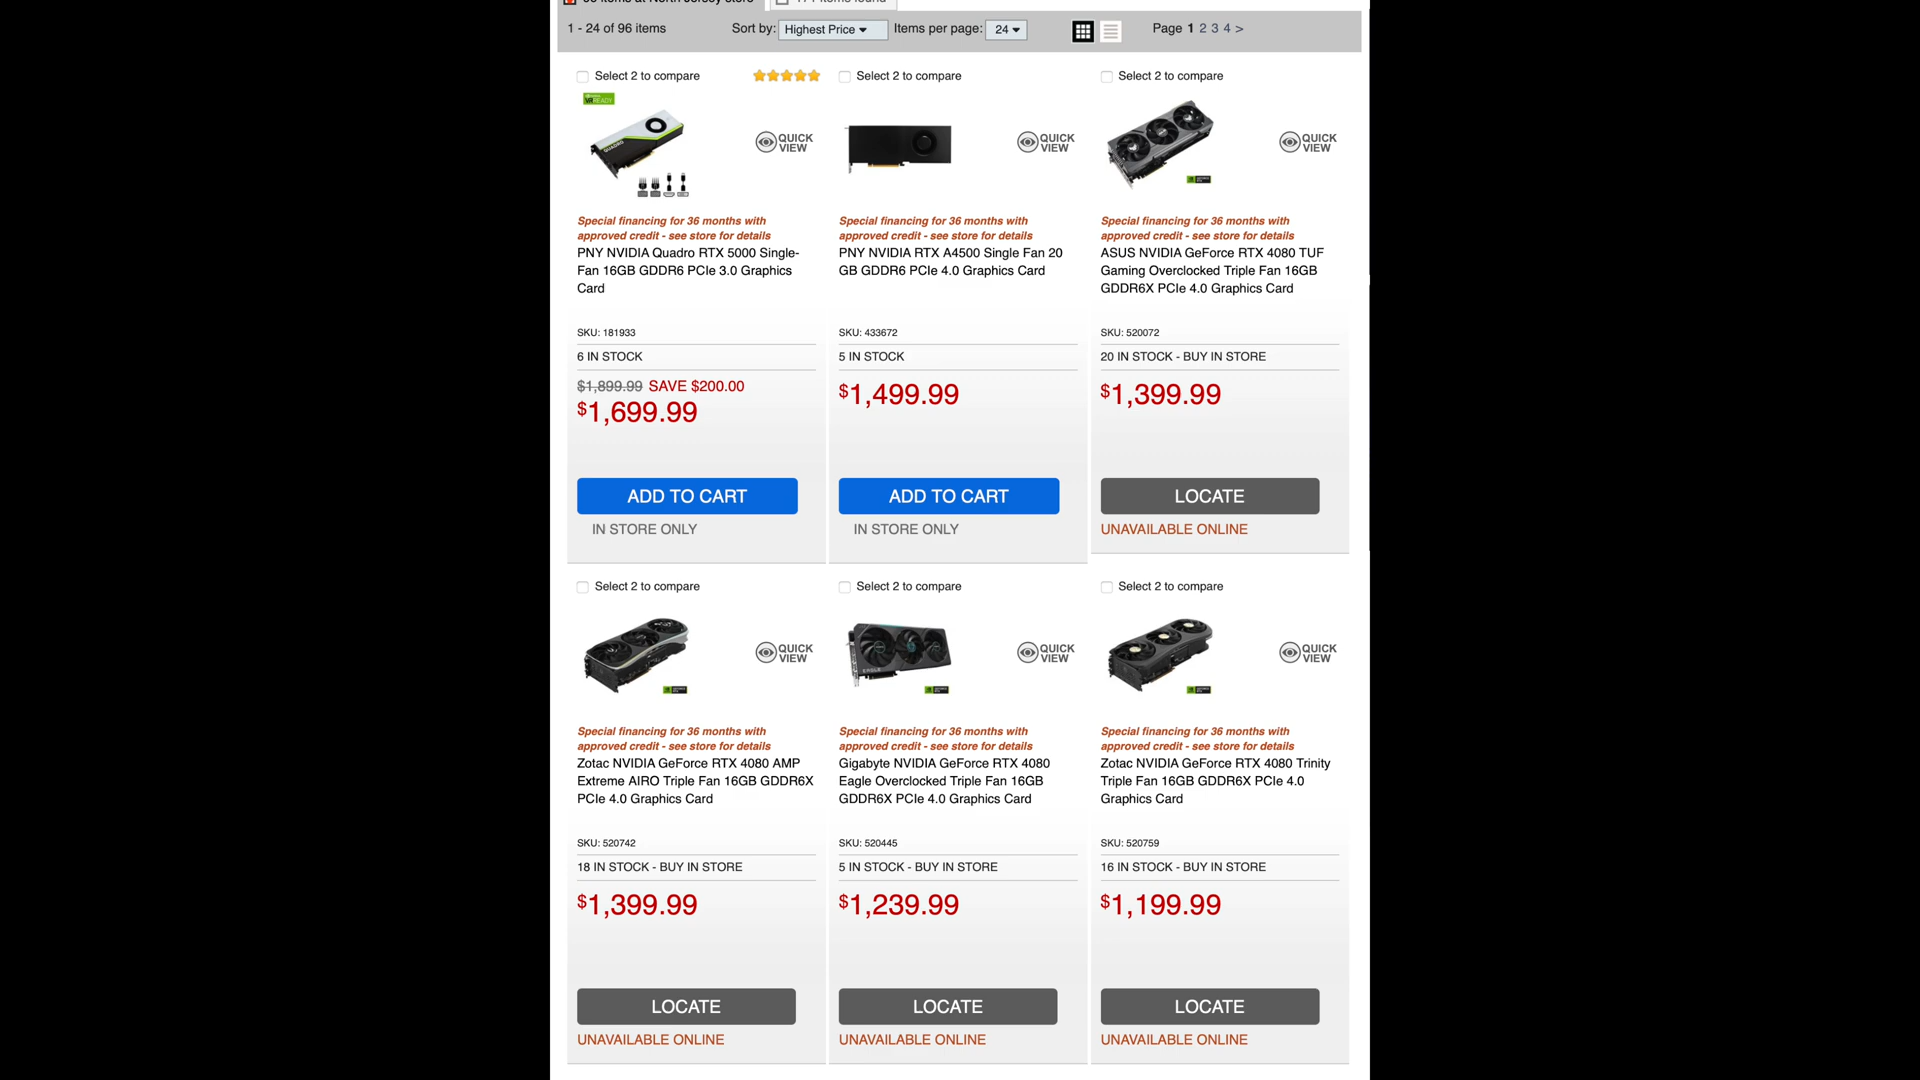 1 - 24 of 96 items
Sort by: Highest Price
Items per page: 24
Page 1 2 3 4 >
Select 2 to compare
QUICK VIEW
Special financing for 36 months with
approved credit - see store for details
PNY NVIDIA Quadro RTX 5000 Single-
Fan 16GB GDDR6 PCIe 3.0 Graphics
Card
SKU: 181933
6 IN STOCK
$1,899.99 SAVE $200.00
$1,699.99
ADD TO CART
IN STORE ONLY
Select 2 to compare
QUICK VIEW
Special financing for 36 months with
approved credit - see store for details
PNY NVIDIA RTX A4500 Single Fan 20
GB GDDR6 PCIe 4.0 Graphics Card
SKU: 433672
5 IN STOCK
$1,499.99
ADD TO CART
IN STORE ONLY
Select 2 to compare
QUICK VIEW
Special financing for 36 months with
approved credit - see store for details
ASUS NVIDIA GeForce RTX 4080 TUF
Gaming Overclocked Triple Fan 16GB
GDDR6X PCIe 4.0 Graphics Card
SKU: 520072
20 IN STOCK - BUY IN STORE
$1,399.99
LOCATE
UNAVAILABLE ONLINE
Select 2 to compare
QUICK VIEW
Special financing for 36 months with
approved credit - see store for details
Zotac NVIDIA GeForce RTX 4080 AMP
Extreme AIRO Triple Fan 16GB GDDR6X
PCIe 4.0 Graphics Card
SKU: 520742
18 IN STOCK - BUY IN STORE
$1,399.99
LOCATE
UNAVAILABLE ONLINE
Select 2 to compare
QUICK VIEW
Special financing for 36 months with
approved credit - see store for details
Gigabyte NVIDIA GeForce RTX 4080
Eagle Overclocked Triple Fan 16GB
GDDR6X PCIe 4.0 Graphics Card
SKU: 520445
5 IN STOCK - BUY IN STORE
$1,239.99
LOCATE
UNAVAILABLE ONLINE
Select 2 to compare
QUICK VIEW
Special financing for 36 months with
approved credit - see store for details
Zotac NVIDIA GeForce RTX 4080 Trinity
Triple Fan 16GB GDDR6X PCIe 4.0
Graphics Card
SKU: 520759
16 IN STOCK - BUY IN STORE
$1,199.99
LOCATE
UNAVAILABLE ONLINE